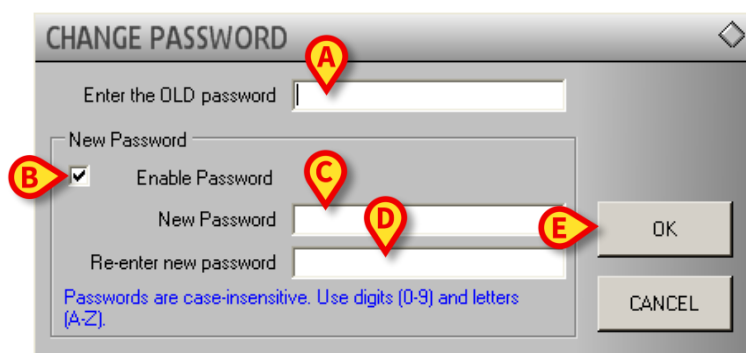 CHANGE PASSWORD
A
Enter the OLD password
New Password
B
Enable Password
C
New Password
D
E
OK
Re-enter new password
Passwords are case-insensitive. Use digits (0-9) and letters
(A-Z).
CANCEL